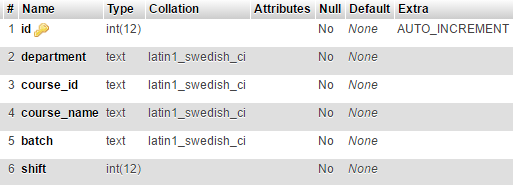 # Name Type Collation Attributes Null Default Extra
1 id int(12) No None AUTO_INCREMENT
2 department text latin1_swedish_ci No None
3 course_id text latin1_swedish_ci No None
4 course_name text latin1_swedish_ci No None
5 batch text latin1_swedish_ci No None
6 shift int(12) No None